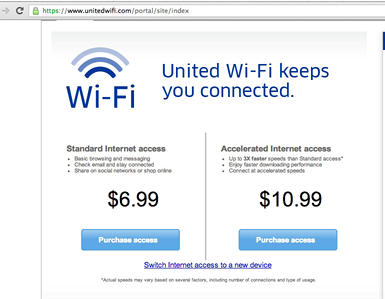 https://www.unitedwifi.com/portal/site/index
Wi-Fi
United Wi-Fi keeps
you connected.
Standard Internet access
• Basic browsing and messaging
• Check email and stay connected
• Share on social networks or shop online
$6.99
Purchase access
Accelerated Internet access
• Up to 3X faster speeds than Standard access*
• Enjoy faster downloading performance
• Connect at accelerated speeds
$10.99
Purchase access
Switch Internet access to a new device
*Actual speeds may vary based on several factors, including number of connections and type of usage.